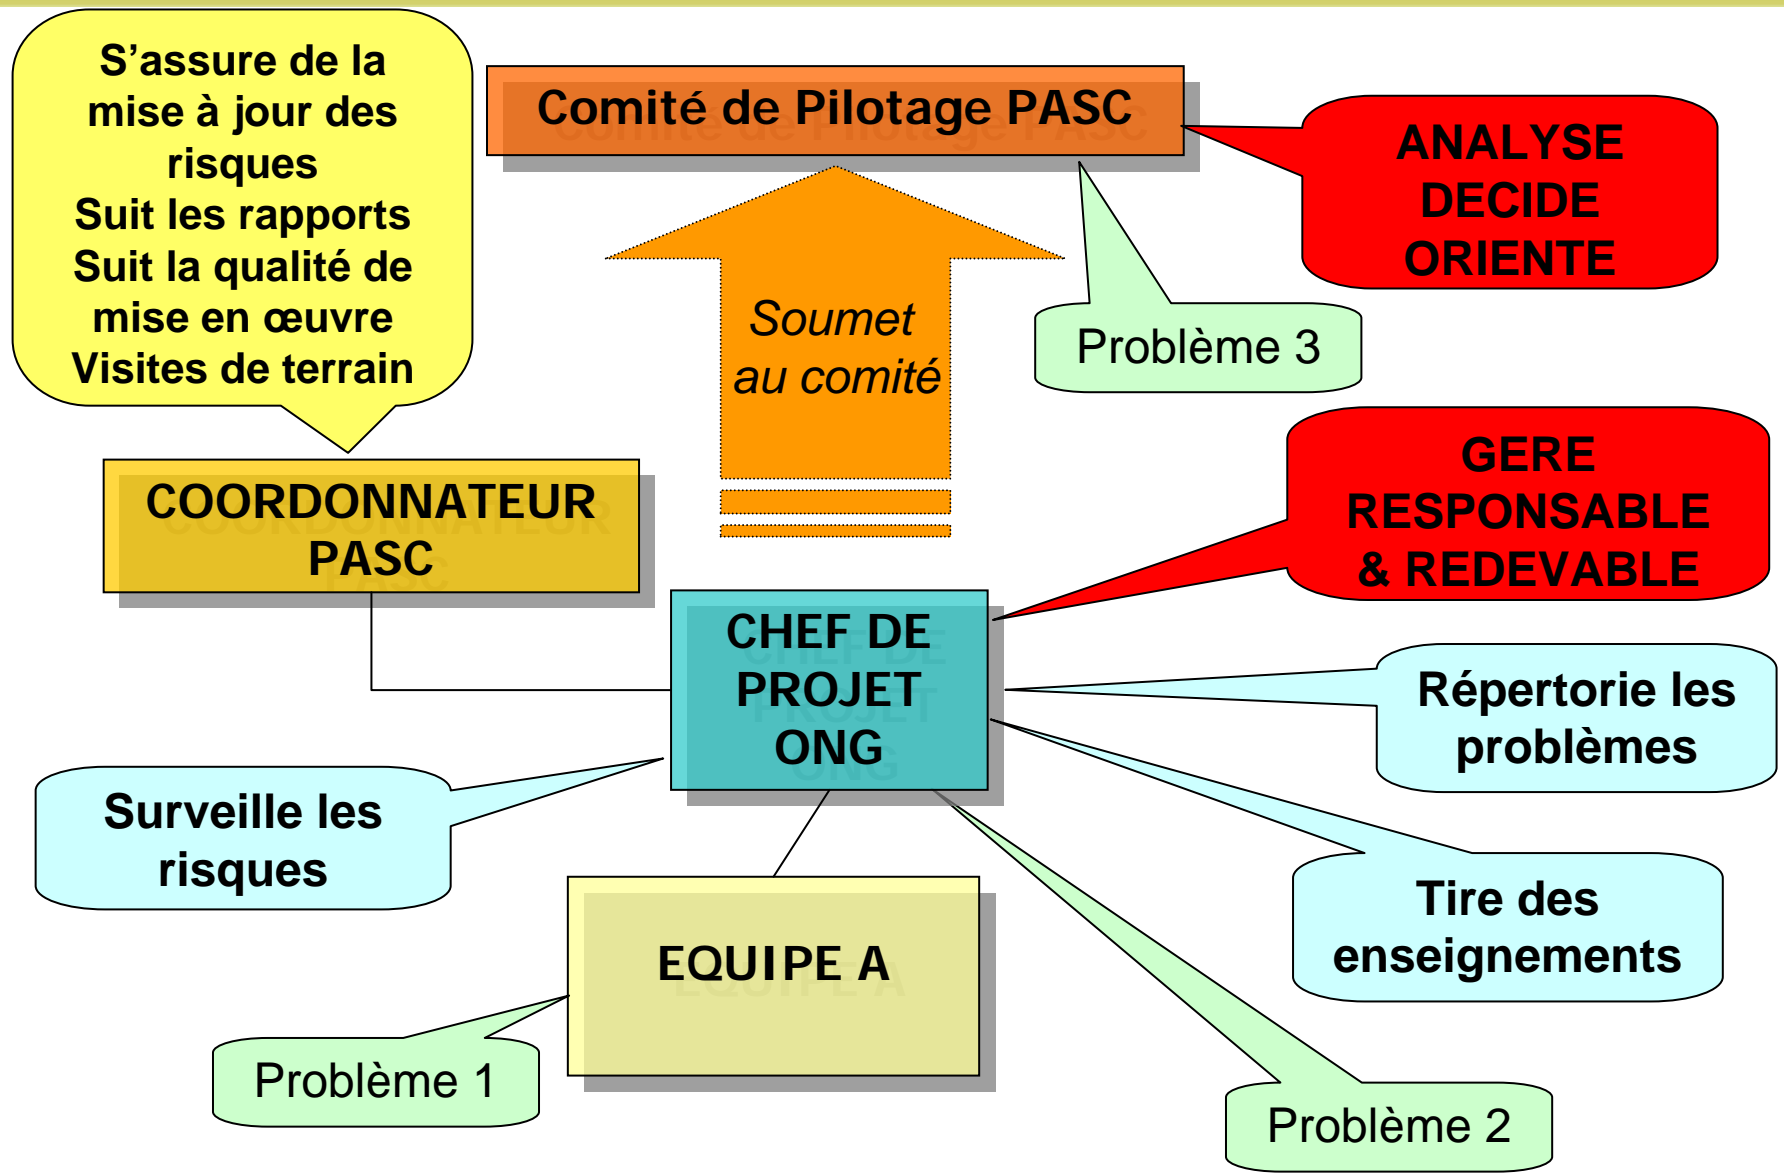 S’assure de la
mise à jour des
risques
Suit les rapports
Suit la qualité de
mise en œuvre
Visites de terrain
Comité de Pilotage PASC
ANALYSE
DECIDE
ORIENTE
Soumet
au comité
Problème 3
COORDONNATEUR
PASC
GERE
RESPONSABLE
& REDEVABLE
CHEF DE
PROJET
ONG
Répertorie les
problèmes
Surveille les
risques
Tire des
enseignements
EQUIPE A
Problème 1
Problème 2